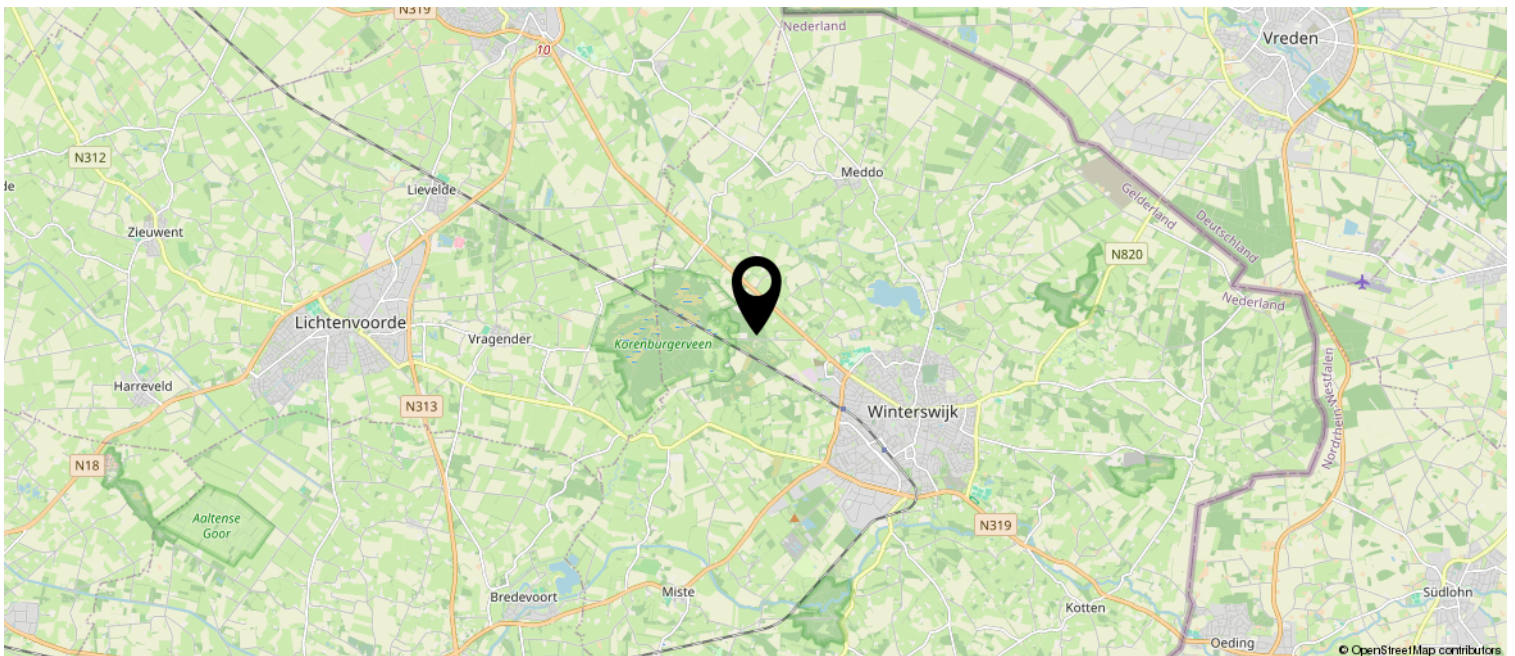 N319
Nederland
Vreden
10
N312
Meddo
Lievelde
Gelderland
Deutschland
Zieuwent
N820
Nederland
Lichtenvoorde
Vragender
Korenburgerveen
Harreveld
N313
Winterswijk
Nordrhein-Westfalen
N18
Aaltense
Goor
N319
Bredevoort
Miste
Kotten
Südlohn
Oeding
© OpenStreetMap contributors